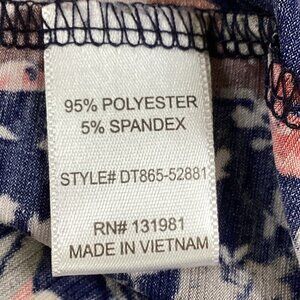 95% POLYESTER
5% SPANDEX
STYLE# DT865-52881
RN# 131981
MADE IN VIETNAM